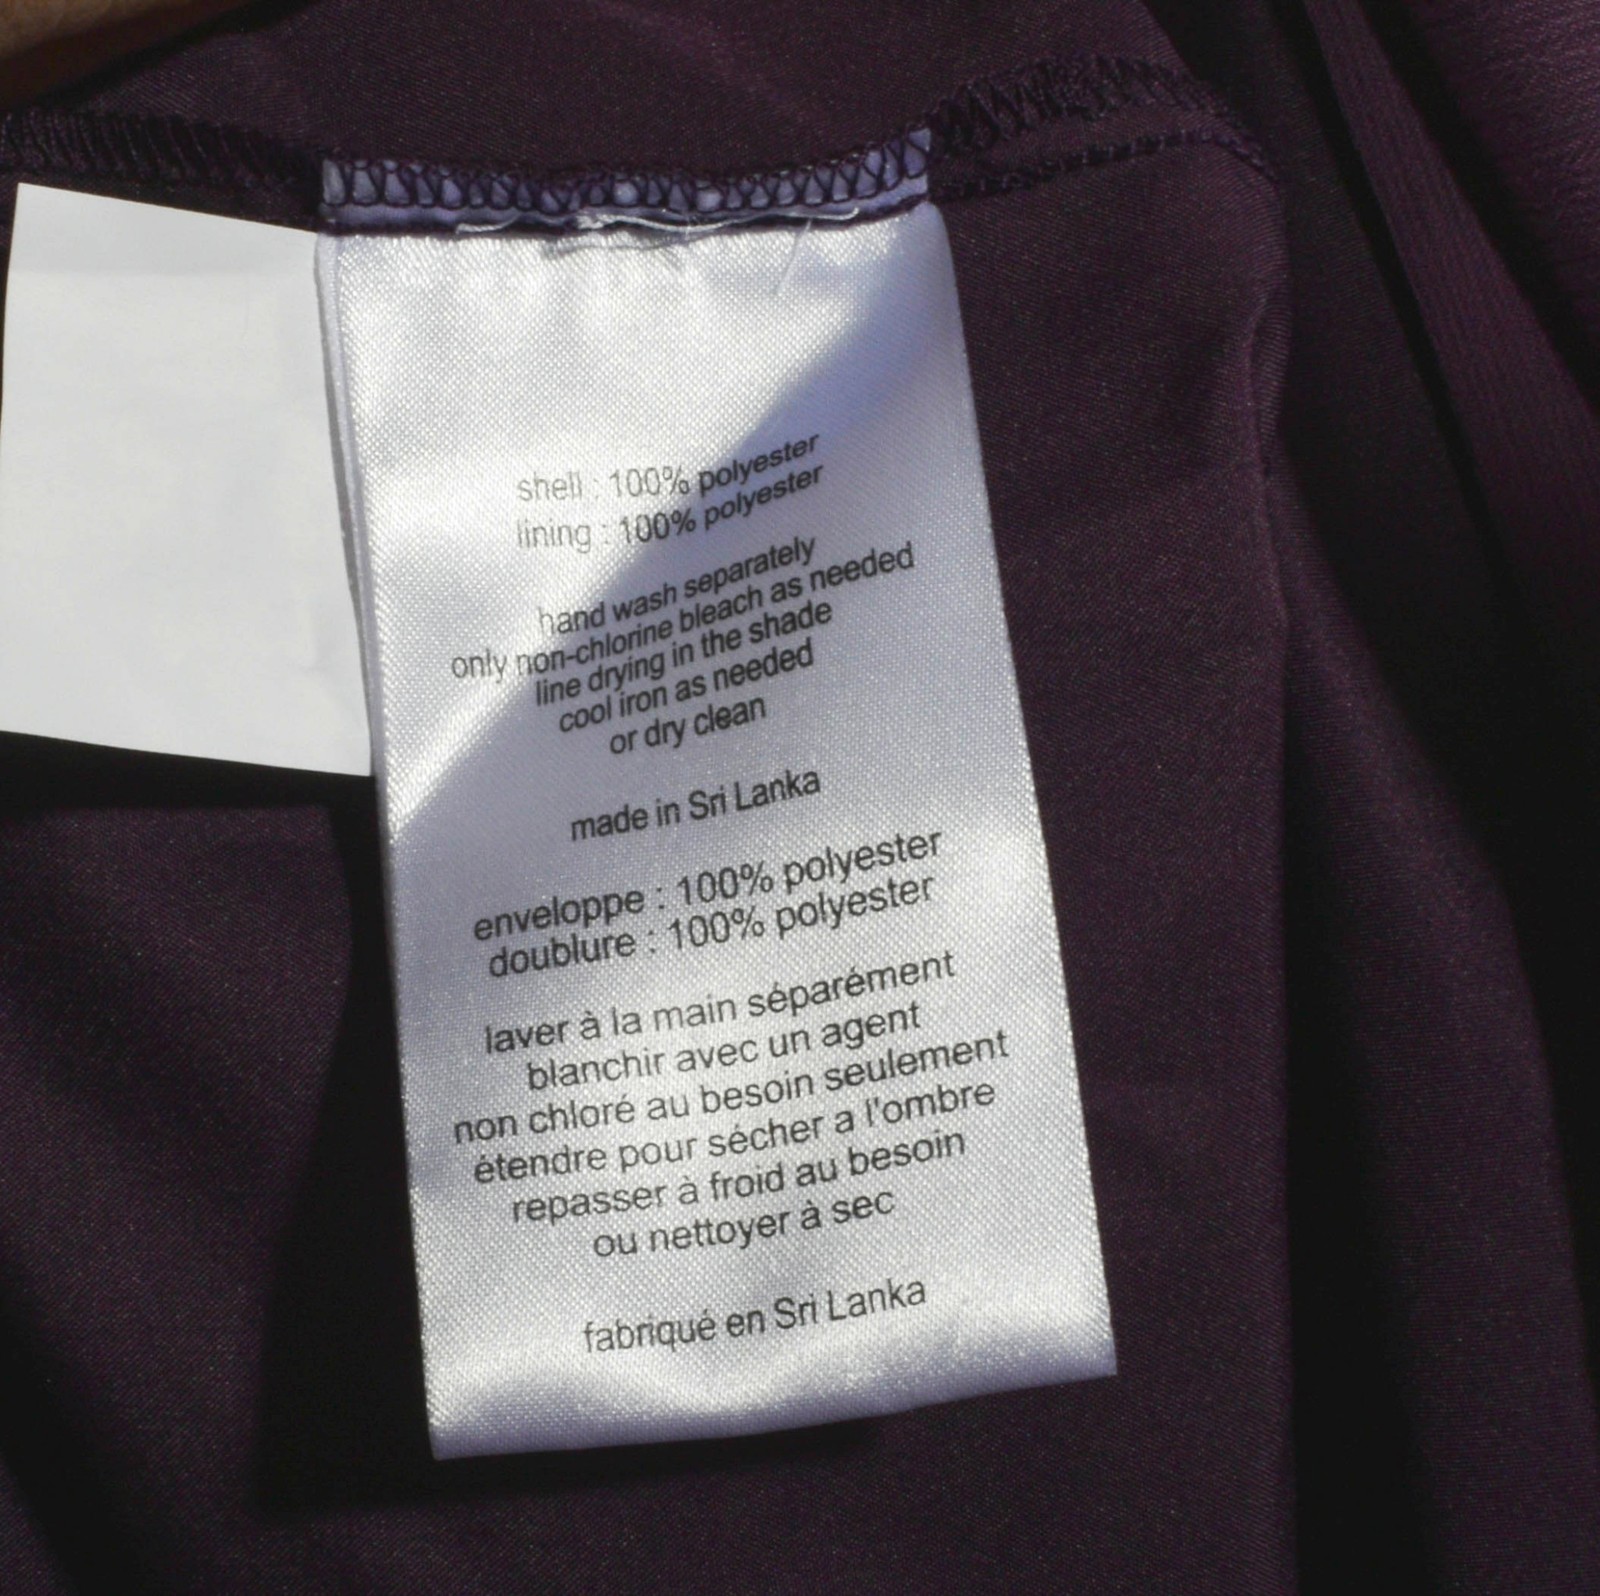 shell : 100% polyester
lining : 100% polyester
hand wash separately
only non-chlorine bleach as needed
line drying in the shade
cool iron as needed
or dry clean
made in Sri Lanka
enveloppe : 100% polyester
doublure : 100% polyester
laver à la main séparément
blanchir avec un agent
non chloré au besoin seulement
étendre pour sécher a l'ombre
repasser à froid au besoin
ou nettoyer à sec
fabriqué en Sri Lanka